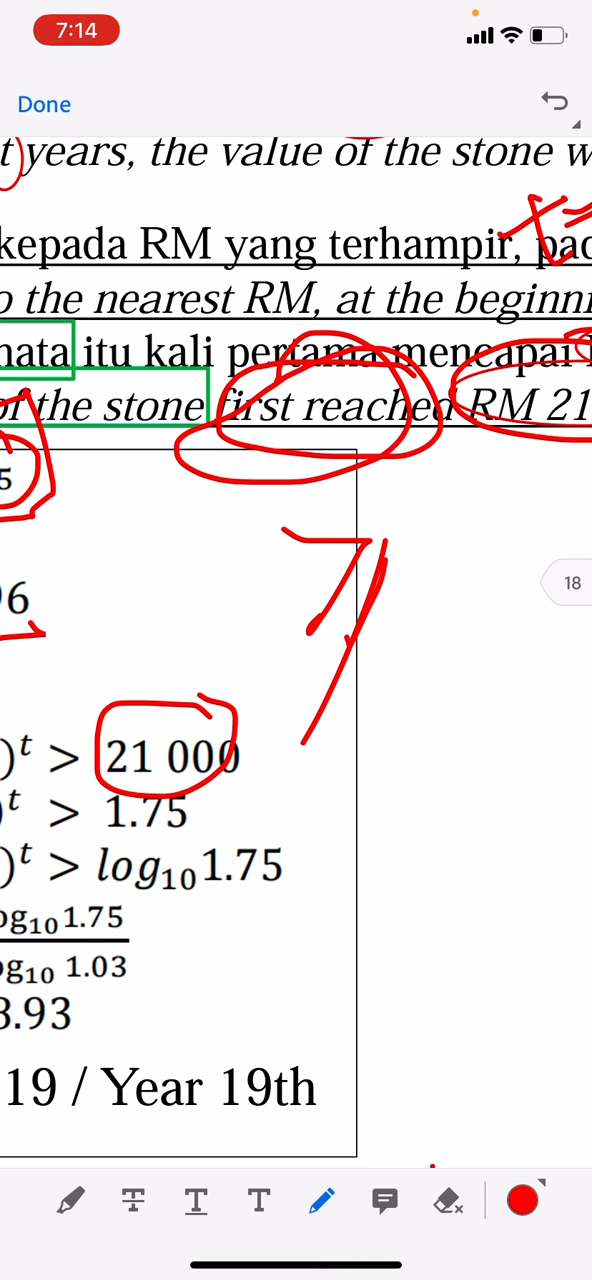 7:14
Done
t years, the value of the stone w
kepada RM yang terhampir, pad
o the nearest RM, at the beginni
nata itu kali pertama mencapai
of the stone first reached RM 21
5
96
)ᵗ > 21 000
)ᵗ > 1.75
)ᵗ > log₁₀1.75
og₁₀1.75
og₁₀ 1.03
8.93
19 / Year 19th
18
T T T